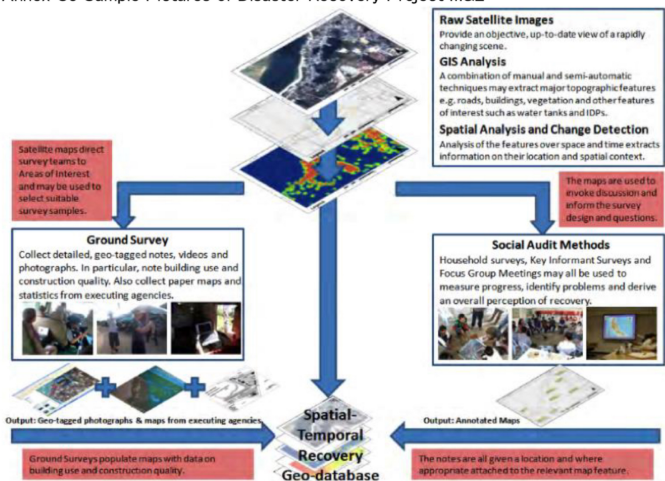 Raw Satellite Images
Provide an objective, up-to-date view of a rapidly
changing scene.
GIS Analysis
A combination of manual and semi-automatic
techniques may extract major topographic features
e.g. roads, buildings, vegetation and other features
of interest such as water tanks and IDPs.
Spatial Analysis and Change Detection
Analysis of the features over space and time extracts
information on their location and spatial context.
Satellite maps direct
survey teams to
Areas of Interest
and may be used to
select suitable
survey samples.
The maps are used to
invoke discussion and
inform the survey
design and questions.
Ground Survey
Collect detailed, geo-tagged notes, videos and
photographs. In particular, note building use and
construction quality. Also collect paper maps and
statistics from executing agencies.
Social Audit Methods
Household surveys, Key Informant Surveys and
Focus Group Meetings may all be used to
measure progress, identify problems and derive
an overall perception of recovery.
Output: Geo-tagged photographs & maps from executing agencies
Output: Annotated Maps
Spatial-
Temporal
Recovery
Geo-database
Ground Surveys populate maps with data on
building use and construction quality.
The notes are all given a location and where
appropriate attached to the relevant map feature.